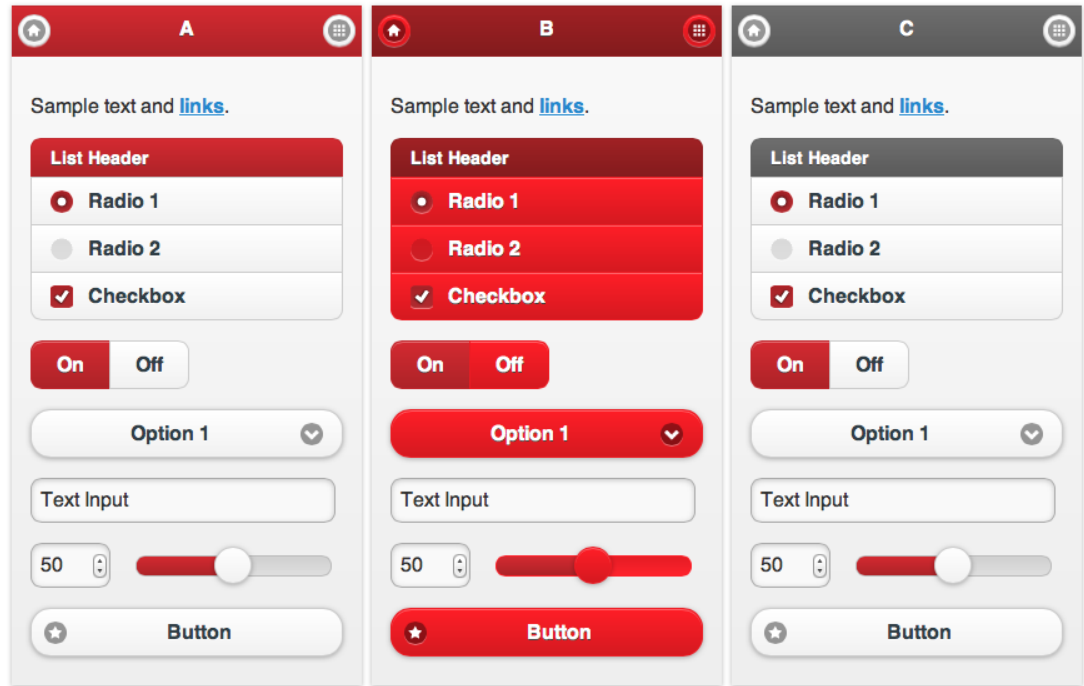 A
Sample text and links.
List Header
Radio 1
Radio 2
Checkbox
On Off
Option 1
Text Input
50
Button
B
Sample text and links.
List Header
Radio 1
Radio 2
Checkbox
On Off
Option 1
Text Input
50
Button
C
Sample text and links.
List Header
Radio 1
Radio 2
Checkbox
On Off
Option 1
Text Input
50
Button